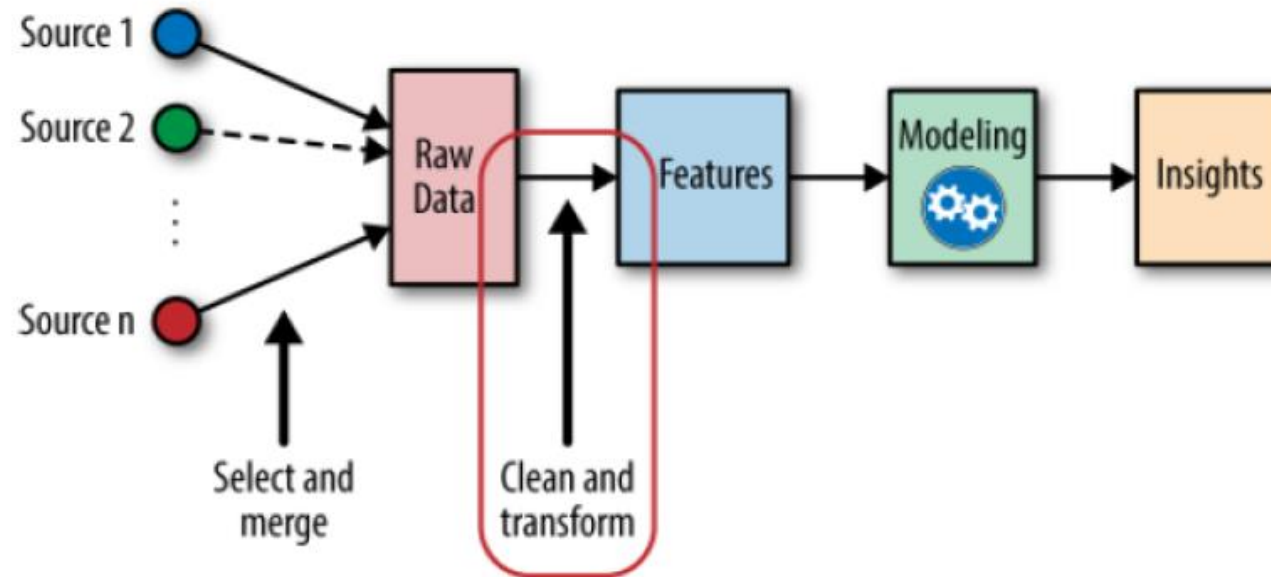 Source 1
Source 2
Source n
Raw
Data
Features
Modeling
Insights
Select and
merge
Clean and
transform